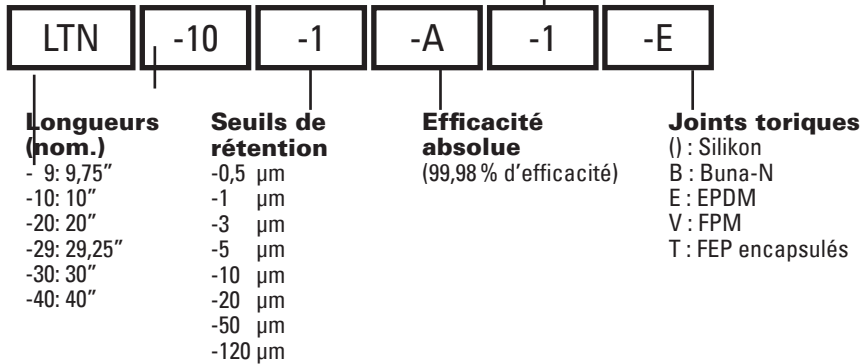 LTN -10 -1 -A -1 -E
Longueurs
(nom.)
- 9: 9,75″
-10: 10″
-20: 20″
-29: 29,25″
-30: 30″
-40: 40″
Seuils de
rétention
-0,5 µm
-1 µm
-3 µm
-5 µm
-10 µm
-20 µm
-50 µm
-120 µm
Efficacité
absolue
(99,98 % d’efficacité)
Joints toriques
() : Silikon
B : Buna-N
E : EPDM
V : FPM
T : FEP encapsulés